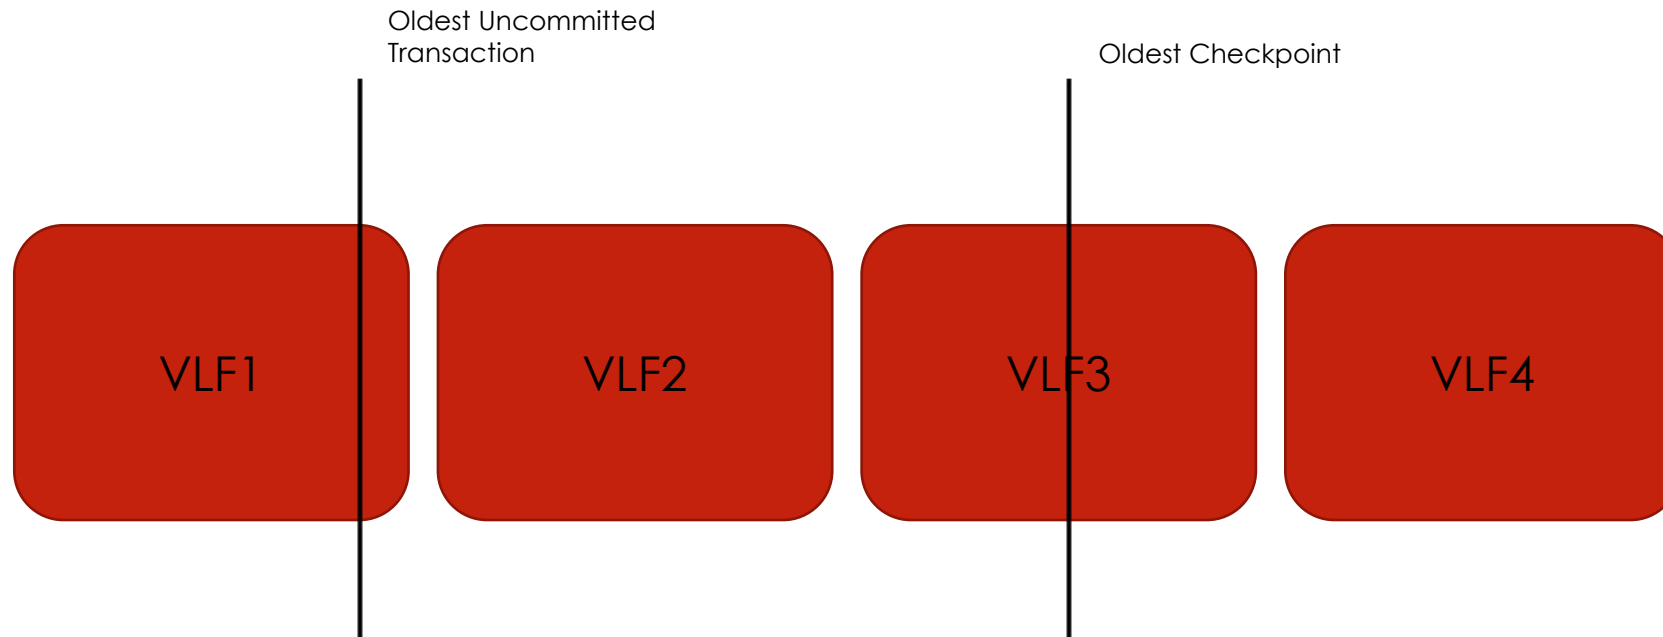 Oldest Uncommitted
Transaction
Oldest Checkpoint
VLF1
VLF2
VLF3
VLF4